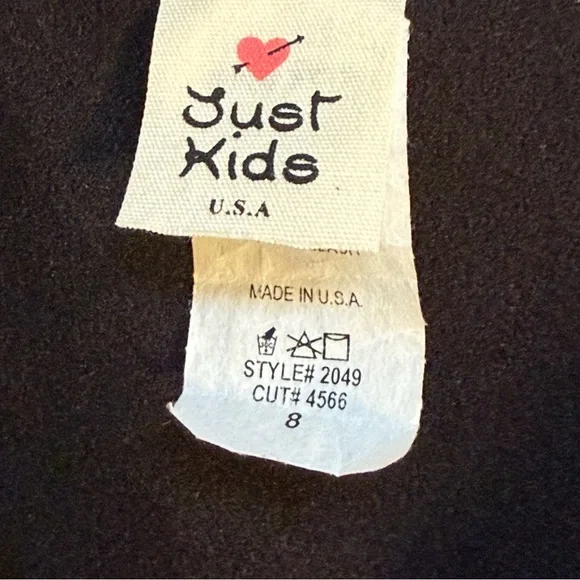 Just
Kids
U.S.A
MADE IN U.S.A.
STYLE# 2049
CUT# 4566
8